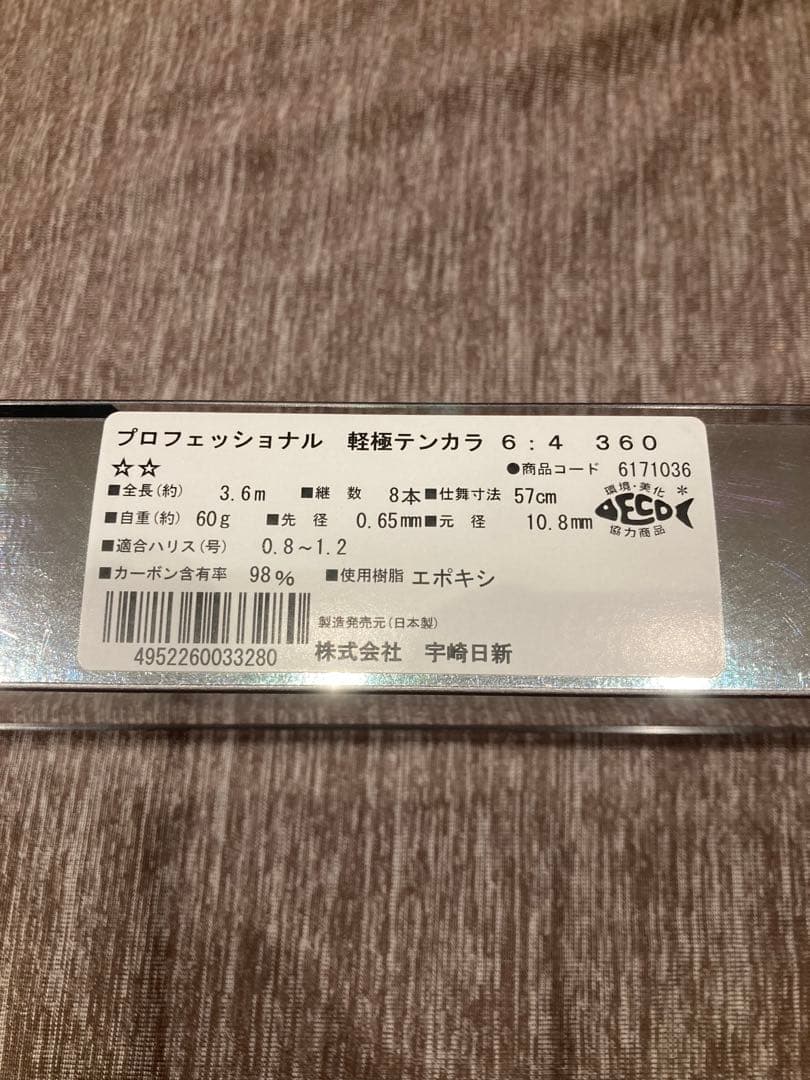 プロフェッショナル 軽極テンカラ 6:4 360
☆☆ ●商品コード 6171036
■全長(約) 3.6m ■継 数 8本 ■仕舞寸法 57cm
■自重(約) 60g ■先 径 0.65mm ■元 径 10.8mm
環境・美化
ECO
協力商品
■適合ハリス(号) 0.8～1.2
■カーボン含有率 98% ■使用樹脂 エポキシ
製造発売元(日本製)
4952260033280 株式会社 宇崎日新